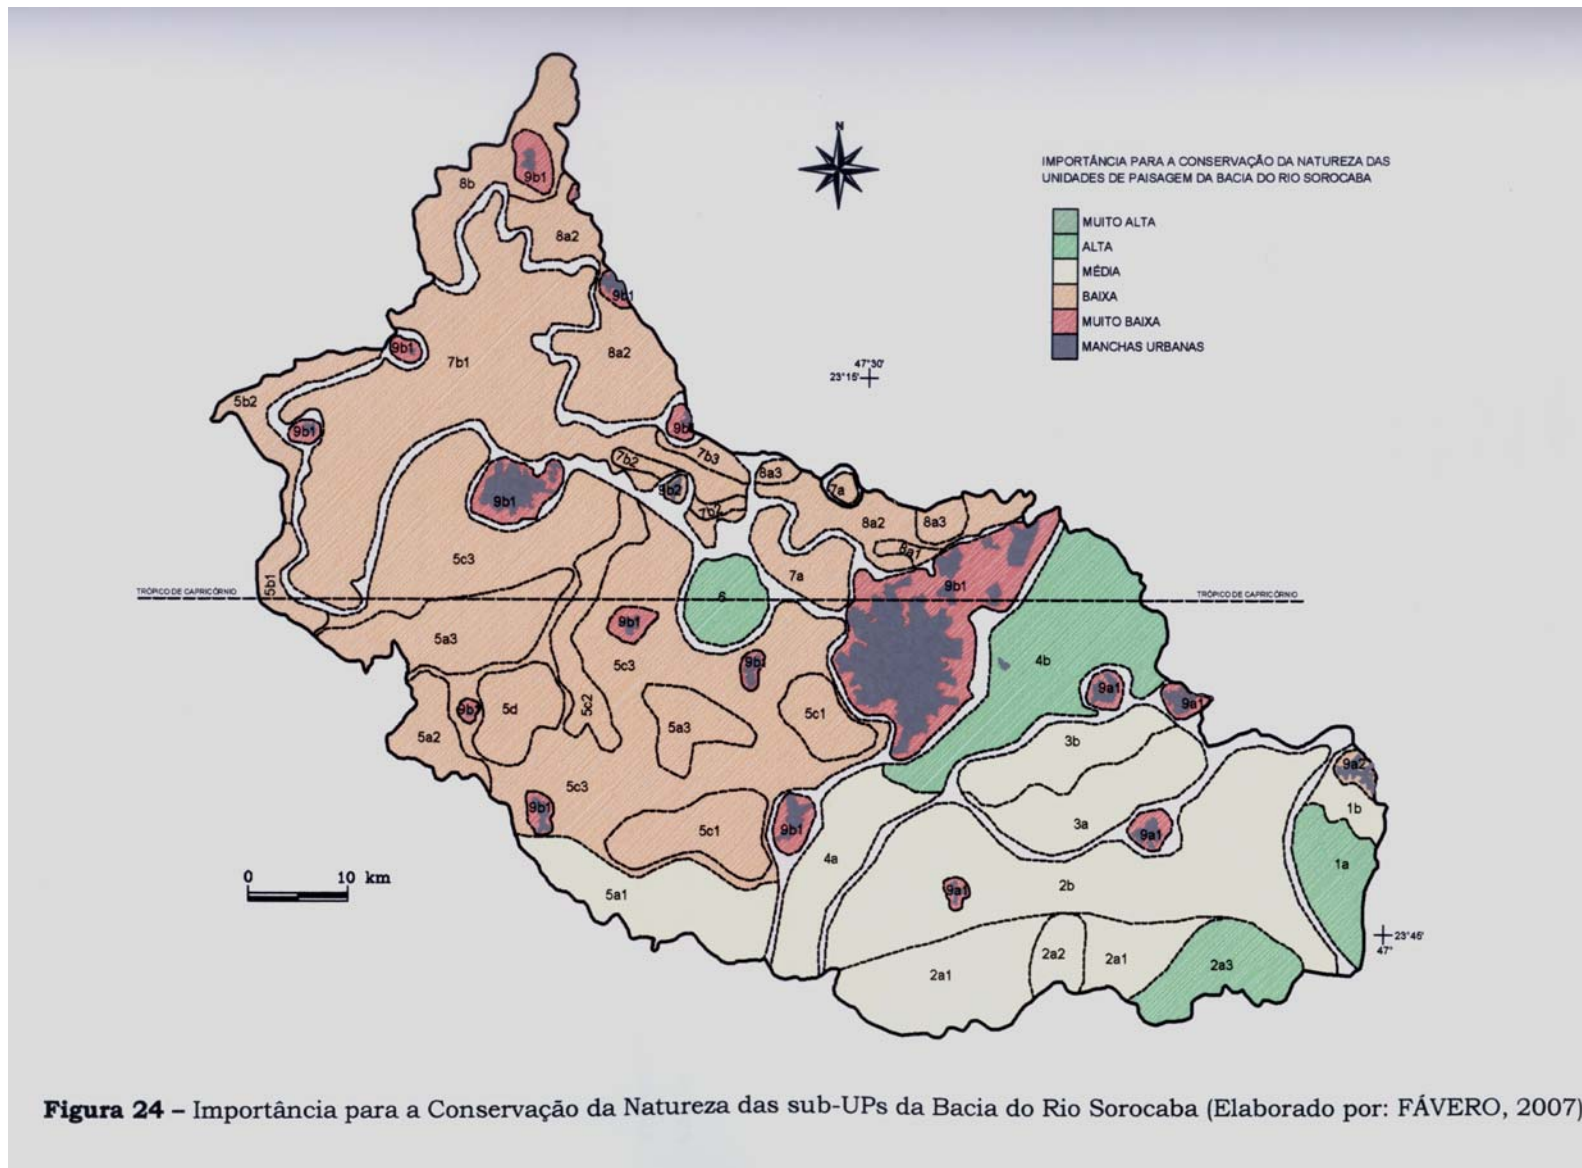 N
IMPORTÂNCIA PARA A CONSERVAÇÃO DA NATUREZA DAS
UNIDADES DE PAISAGEM DA BACIA DO RIO SOROCABA
MUITO ALTA
ALTA
MÉDIA
BAIXA
MUITO BAIXA
MANCHAS URBANAS
9b1
8b
8a2
9b1
9b1
7b1
8a2
47°30'
23°15'
5b2
9b1
7b2
7b3
8a3
9b1
9b2
7a
7b2
8a2
8a3
8a1
5c3
7a
9b1
5b1
TRÓPICO DE CAPRICÓRNIO
6
TRÓPICO DE CAPRICÓRNIO
9b1
5a3
5c3
9b1
4b
9a1
9a1
5d
5c2
5a3
5c1
5a2
3b
9a2
5c3
9b1
5c1
9b1
3a
9a1
1b
4a
1a
0 10 km
5a1
9a1
2b
23°45'
47°
2a1
2a2
2a1
2a3
Figura 24 – Importância para a Conservação da Natureza das sub-UPs da Bacia do Rio Sorocaba (Elaborado por: FÁVERO, 2007)